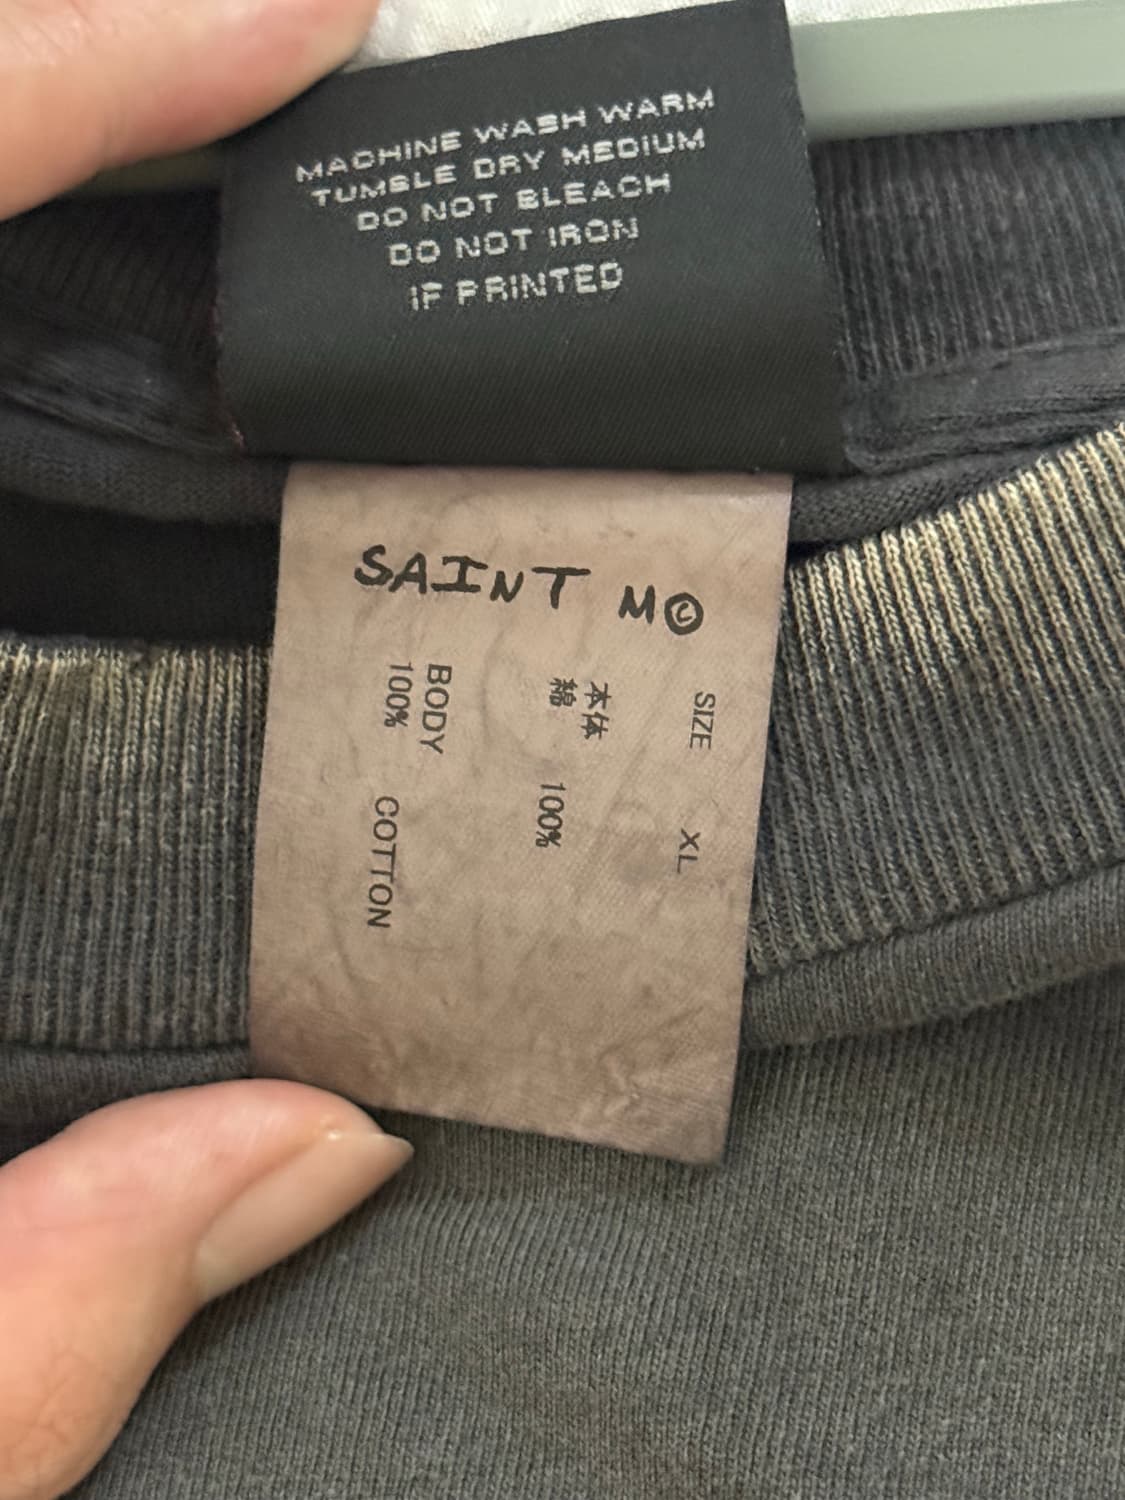 MACHINE WASH WARM
TUMBLE DRY MEDIUM
DO NOT BLEACH
DO NOT IRON
IF PRINTED
SAINT M©
SIZE XL
本体
綿 100%
BODY
100% COTTON